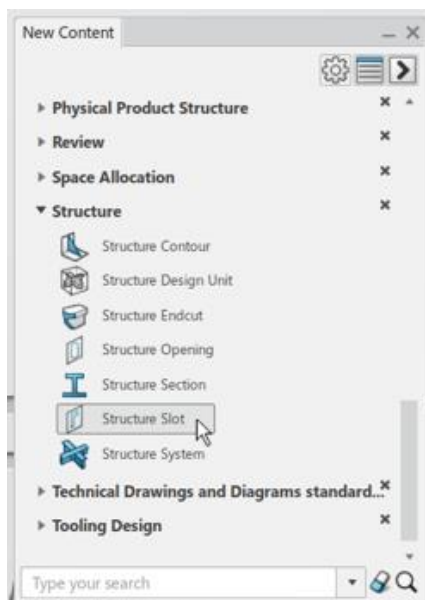 New Content
Physical Product Structure
Review
Space Allocation
Structure
Structure Contour
Structure Design Unit
Structure Endcut
Structure Opening
Structure Section
Structure Slot
Structure System
Technical Drawings and Diagrams standard...
Tooling Design
Type your search